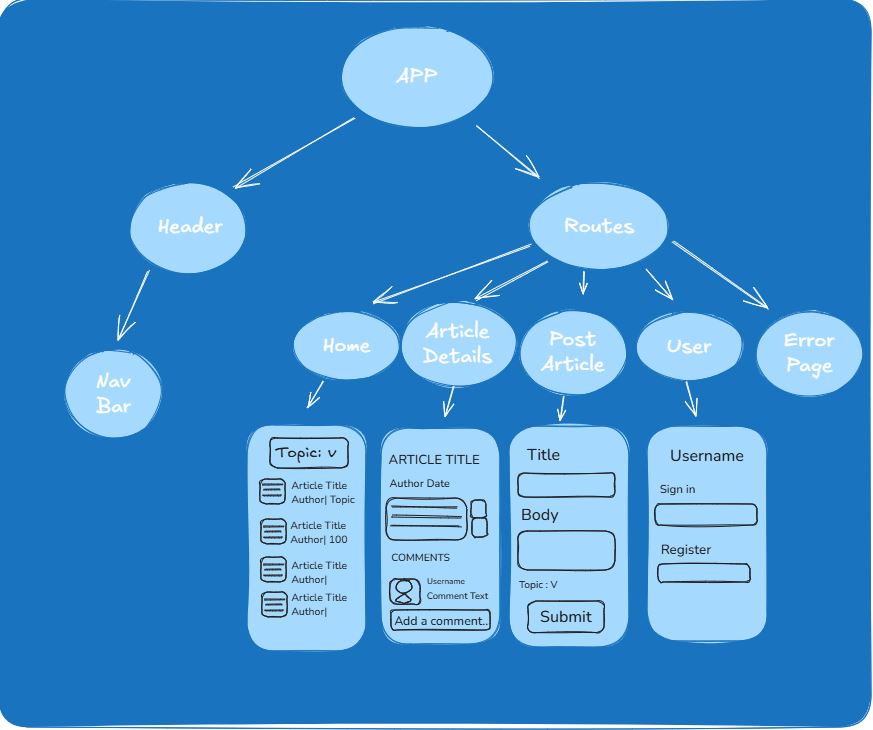 APP
Header
Routes
Nav
Bar
Home
Article
Details
Post
Article
User
Error
Page
Topic: v
Article Title
Author| Topic
Article Title
Author| 100
Article Title
Author|
Article Title
Author|
ARTICLE TITLE
Author Date
COMMENTS
Username
Comment Text
Add a comment..
Title
Body
Topic : V
Submit
Username
Sign in
Register